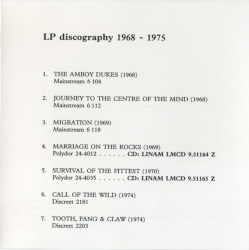 LP discography 1968 - 1975
1. THE AMBOY DUKES (1968)
Mainstream 6 104
2. JOURNEY TO THE CENTRE OF THE MIND (1968)
Mainstream 6 112
3. MIGRATION (1969)
Mainstream 6 118
4. MARRIAGE ON THE ROCKS (1969)
Polydor 24-4012 . . . . . CD: LINAM LMCD 9.51164 Z
5. SURVIVAL OF THE FITTEST (1970)
Polydor 24-4035 . . . . . CD: LINAM LMCD 9.51165 Z
6. CALL OF THE WILD (1974)
Discreet 2181
7. TOOTH, FANG & CLAW (1974)
Discreet 2203